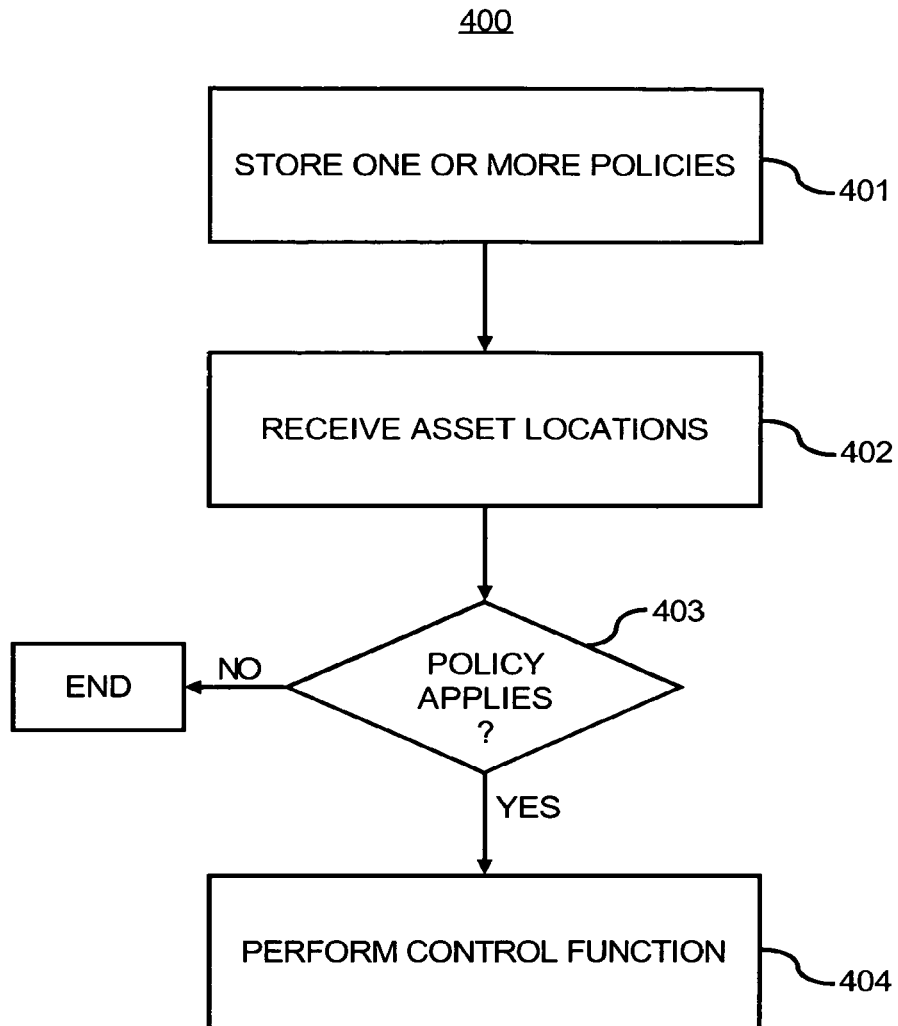 400
STORE ONE OR MORE POLICIES
401
RECEIVE ASSET LOCATIONS
402
403
POLICY
APPLIES
?
NO
END
YES
PERFORM CONTROL FUNCTION
404